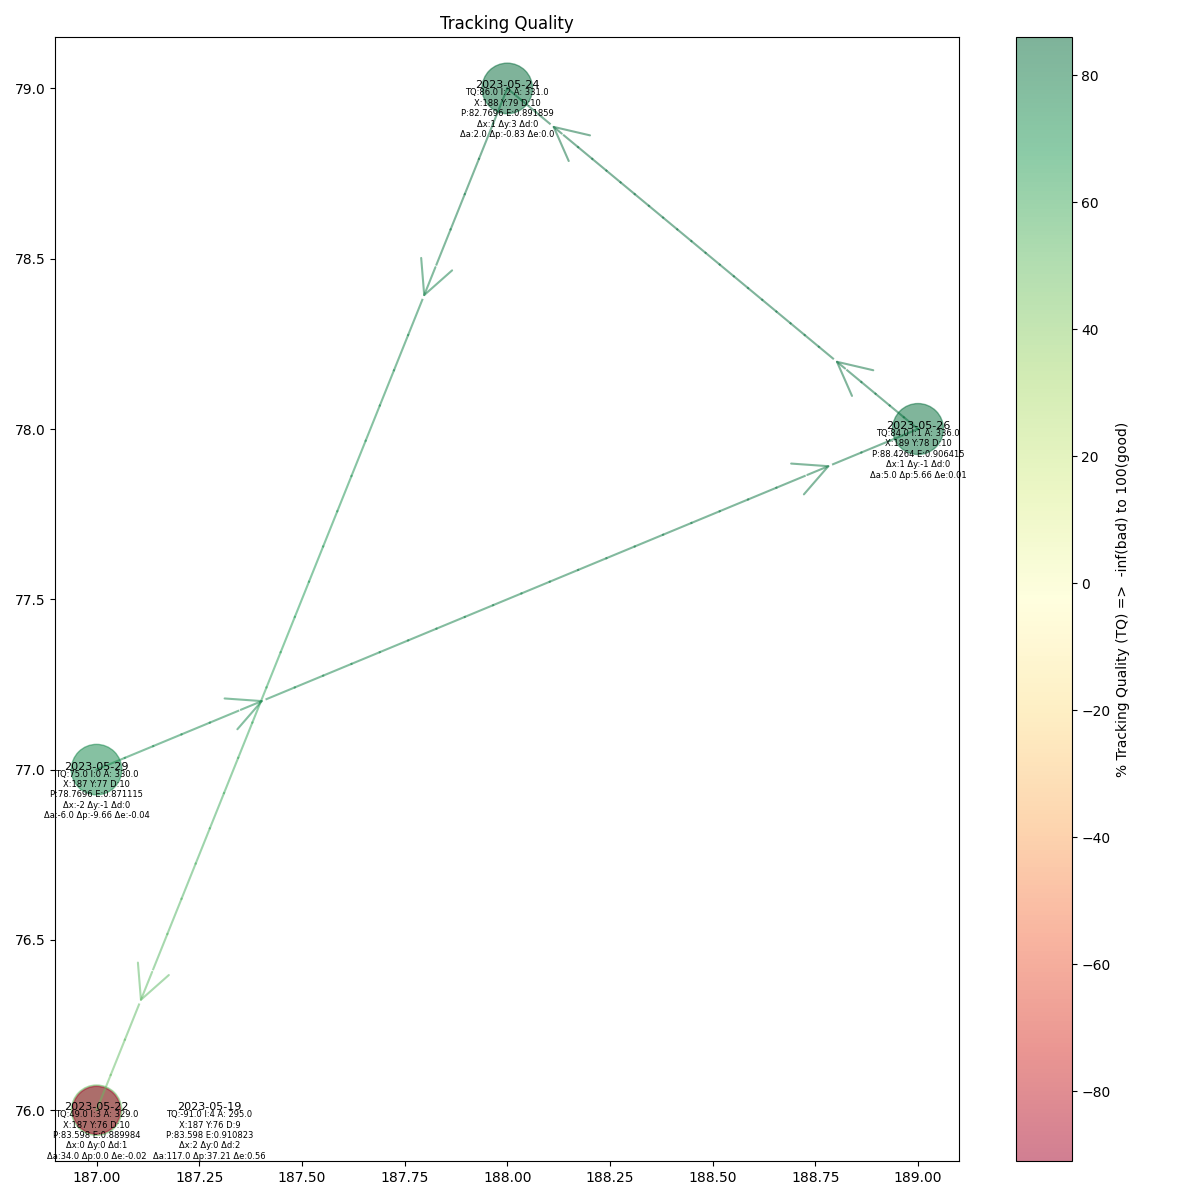 Tracking Quality
79.0
78.5
78.0
77.5
77.0
76.5
76.0
2023-05-24
TQ:86.0 I:2 A: 331.0
X:188 Y:79 D:10
P:82.7696 E:0.891859
Δx:1 Δy:3 Δd:0
Δa:2.0 Δp:-0.83 Δe:0.0
2023-05-26
TQ:84.0 I:1 A: 336.0
X:189 Y:78 D:10
P:88.4264 E:0.906415
Δx:1 Δy:-1 Δd:0
Δa:5.0 Δp:5.66 Δe:0.01
2023-05-29
TQ:75.0 I:0 A: 330.0
X:187 Y:77 D:10
P:78.7696 E:0.871115
Δx:-2 Δy:-1 Δd:0
Δa:-6.0 Δp:-9.66 Δe:-0.04
2023-05-22
TQ:49.0 I:3 A: 329.0
X:187 Y:76 D:10
P:83.598 E:0.889984
Δx:0 Δy:0 Δd:1
Δa:34.0 Δp:0.0 Δe:-0.02
2023-05-19
TQ:-91.0 I:4 A: 295.0
X:187 Y:76 D:9
P:83.598 E:0.910823
Δx:2 Δy:0 Δd:2
Δa:117.0 Δp:37.21 Δe:0.56
187.00 187.25 187.50 187.75 188.00 188.25 188.50 188.75 189.00
80
60
40
20
0
−20
−40
−60
−80
% Tracking Quality (TQ) => -inf(bad) to 100(good)